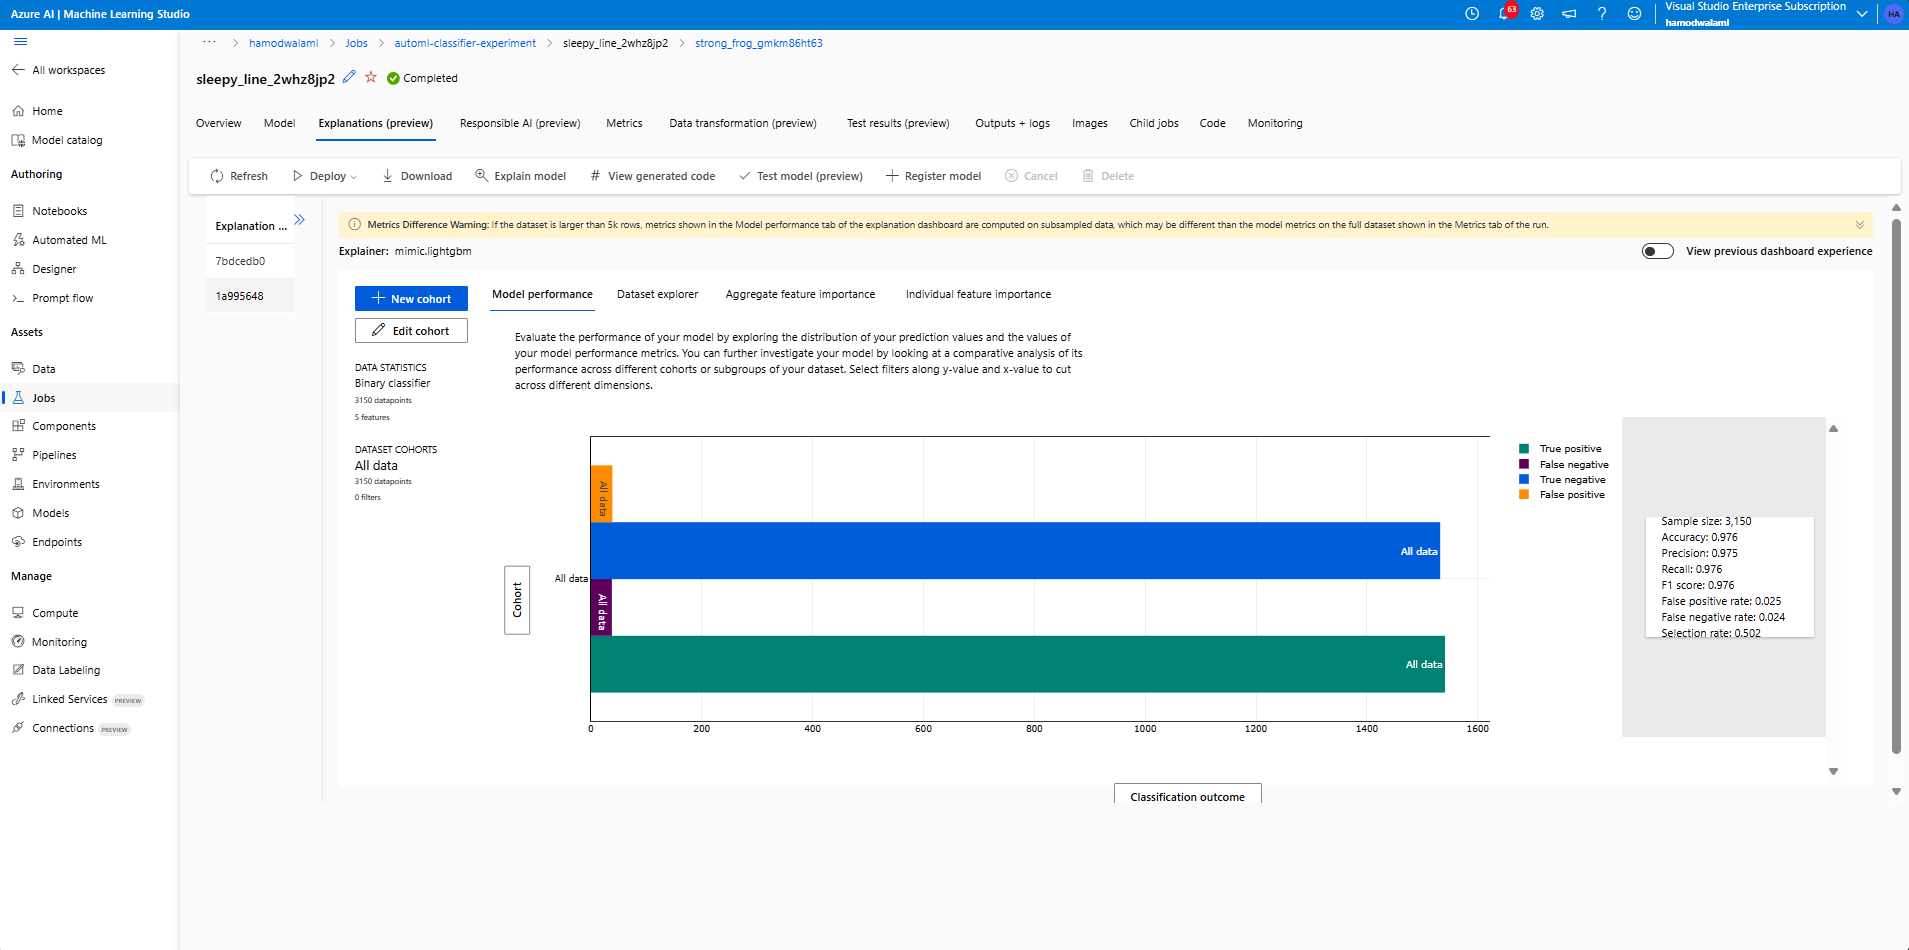 Azure AI | Machine Learning Studio
63
Visual Studio Enterprise Subscription
hamodwalaml
HA
All workspaces
Home
Model catalog
Authoring
Notebooks
Automated ML
Designer
Prompt flow
Assets
Data
Jobs
Components
Pipelines
Environments
Models
Endpoints
Manage
Compute
Monitoring
Data Labeling
Linked Services PREVIEW
Connections PREVIEW
... > hamodwalaml > Jobs > automl-classifier-experiment > sleepy_line_2whz8jp2 > strong_frog_gmkm86ht63
sleepy_line_2whz8jp2 Completed
Overview Model Explanations (preview) Responsible AI (preview) Metrics Data transformation (preview) Test results (preview) Outputs + logs Images Child jobs Code Monitoring
Refresh Deploy Download Explain model # View generated code Test model (preview) Register model Cancel Delete
Explanation ...
7bdcedb0
1a995648
Metrics Difference Warning: If the dataset is larger than 5k rows, metrics shown in the Model performance tab of the explanation dashboard are computed on subsampled data, which may be different than the model metrics on the full dataset shown in the Metrics tab of the run.
Explainer: mimic.lightgbm
View previous dashboard experience
New cohort
Edit cohort
DATA STATISTICS
Binary classifier
3150 datapoints
5 features
DATASET COHORTS
All data
3150 datapoints
0 filters
Model performance Dataset explorer Aggregate feature importance Individual feature importance
Evaluate the performance of your model by exploring the distribution of your prediction values and the values of
your model performance metrics. You can further investigate your model by looking at a comparative analysis of its
performance across different cohorts or subgroups of your dataset. Select filters along y-value and x-value to cut
across different dimensions.
Cohort
All data
All data
All data
All data
All data
0 200 400 600 800 1000 1200 1400 1600
Classification outcome
True positive
False negative
True negative
False positive
Sample size: 3,150
Accuracy: 0.976
Precision: 0.975
Recall: 0.976
F1 score: 0.976
False positive rate: 0.025
False negative rate: 0.024
Selection rate: 0.502